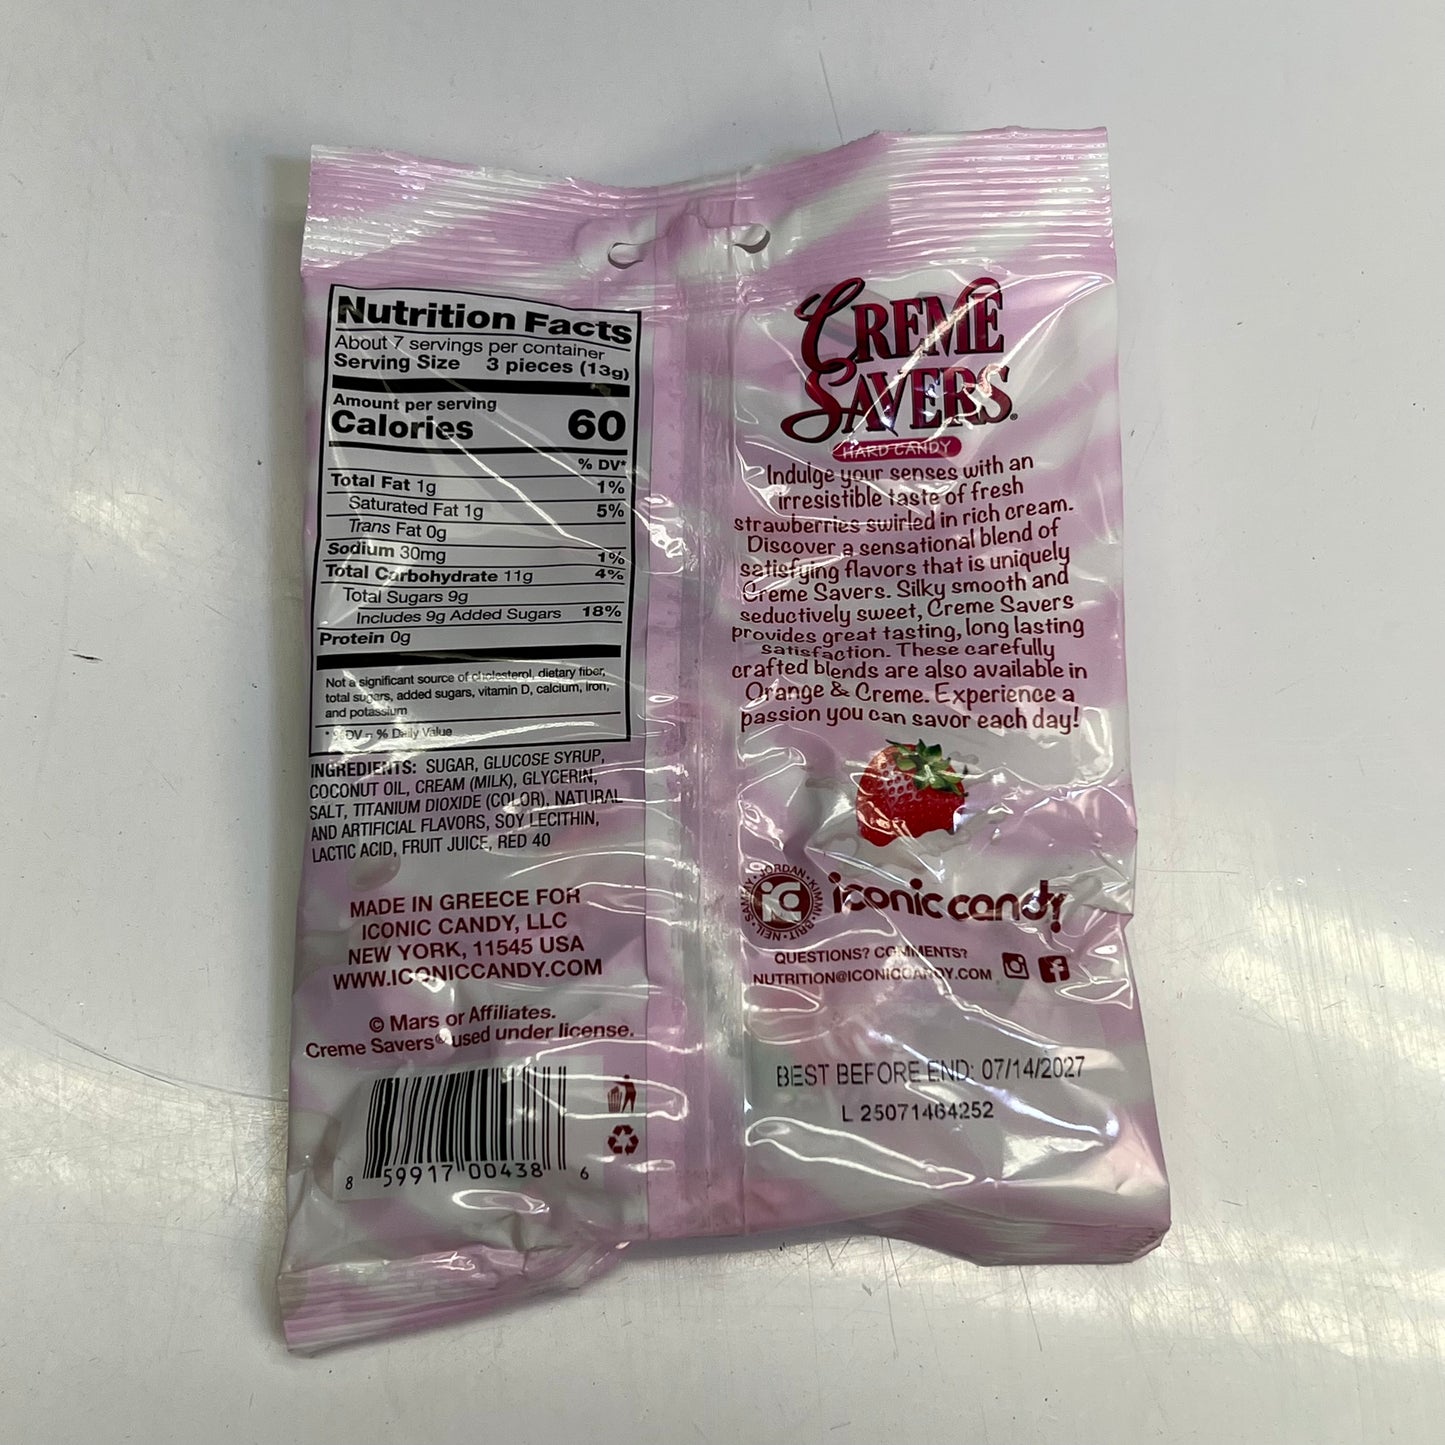 Nutrition Facts
About 7 servings per container
Serving Size 3 pieces (13g)
Amount per serving
Calories 60
% DV*
Total Fat 1g 1%
Saturated Fat 1g 5%
Trans Fat 0g
Sodium 30mg 1%
Total Carbohydrate 11g 4%
Total Sugars 9g
Includes 9g Added Sugars 18%
Protein 0g
Not a significant source of cholesterol, dietary fiber,
total sugars, added sugars, vitamin D, calcium, iron,
and potassium
* %DV = % Daily Value
INGREDIENTS: SUGAR, GLUCOSE SYRUP,
COCONUT OIL, CREAM (MILK), GLYCERIN,
SALT, TITANIUM DIOXIDE (COLOR), NATURAL
AND ARTIFICIAL FLAVORS, SOY LECITHIN,
LACTIC ACID, FRUIT JUICE, RED 40
MADE IN GREECE FOR
ICONIC CANDY, LLC
NEW YORK, 11545 USA
WWW.ICONICCANDY.COM
© Mars or Affiliates.
Creme Savers® used under license.
8 59917 00438 6
CREME
SAVERS®
HARD CANDY
Indulge your senses with an
irresistible taste of fresh
strawberries swirled in rich cream.
Discover a sensational blend of
satisfying flavors that is uniquely
Creme Savers. Silky smooth and
seductively sweet, Creme Savers
provides great tasting, long lasting
satisfaction. These carefully
crafted blends are also available in
Orange & Creme. Experience a
passion you can savor each day!
SAMMY • JORDAN • KIMMI • BRIT • NEIL
ic
iconic candy
QUESTIONS? COMMENTS?
NUTRITION@ICONICCANDY.COM
BEST BEFORE END: 07/14/2027
L 25071464252